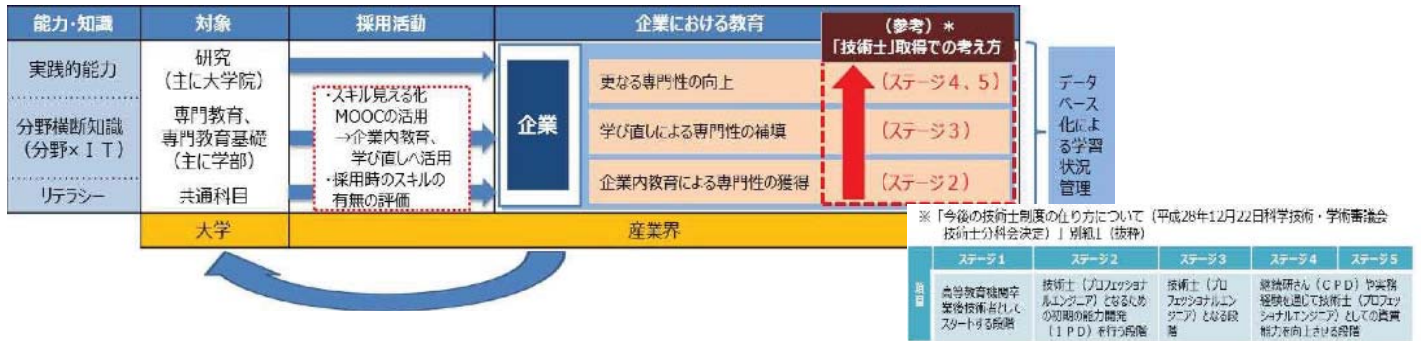 能力・知識
対象
採用活動
企業における教育
(参考)*
「技術士」取得での考え方
実践的能力
分野横断知識
(分野×IT)
リテラシー
研究
(主に大学院)
専門教育、
専門教育基礎
(主に学部)
共通科目
・スキル見える化
MOOCの活用
→企業内教育、
学び直しへ活用
・採用時のスキルの
有無の評価
企業
更なる専門性の向上
(ステージ4、5)
学び直しによる専門性の補填
(ステージ3)
企業内教育による専門性の獲得
(ステージ2)
データ
ベース
化によ
る学習
状況
管理
大学
産業界
※「今後の技術士制度の在り方について(平成28年12月22日科学技術・学術審議会
技術士分科会決定)」別紙1(抜粋)
項目
ステージ1
ステージ2
ステージ3
ステージ4
ステージ5
高等教育機関卒
業後技術者として
スタートする段階
技術士(プロフェッショナ
ルエンジニア)となるため
の初期の能力開発
(IPD)を行う段階
技術士(プロ
フェッショナルエン
ジニア)となる段
階
継続研さん(CPD)や実務
経験を通じて技術士(プロフェッ
ショナルエンジニア)としての資質
能力を向上させる段階